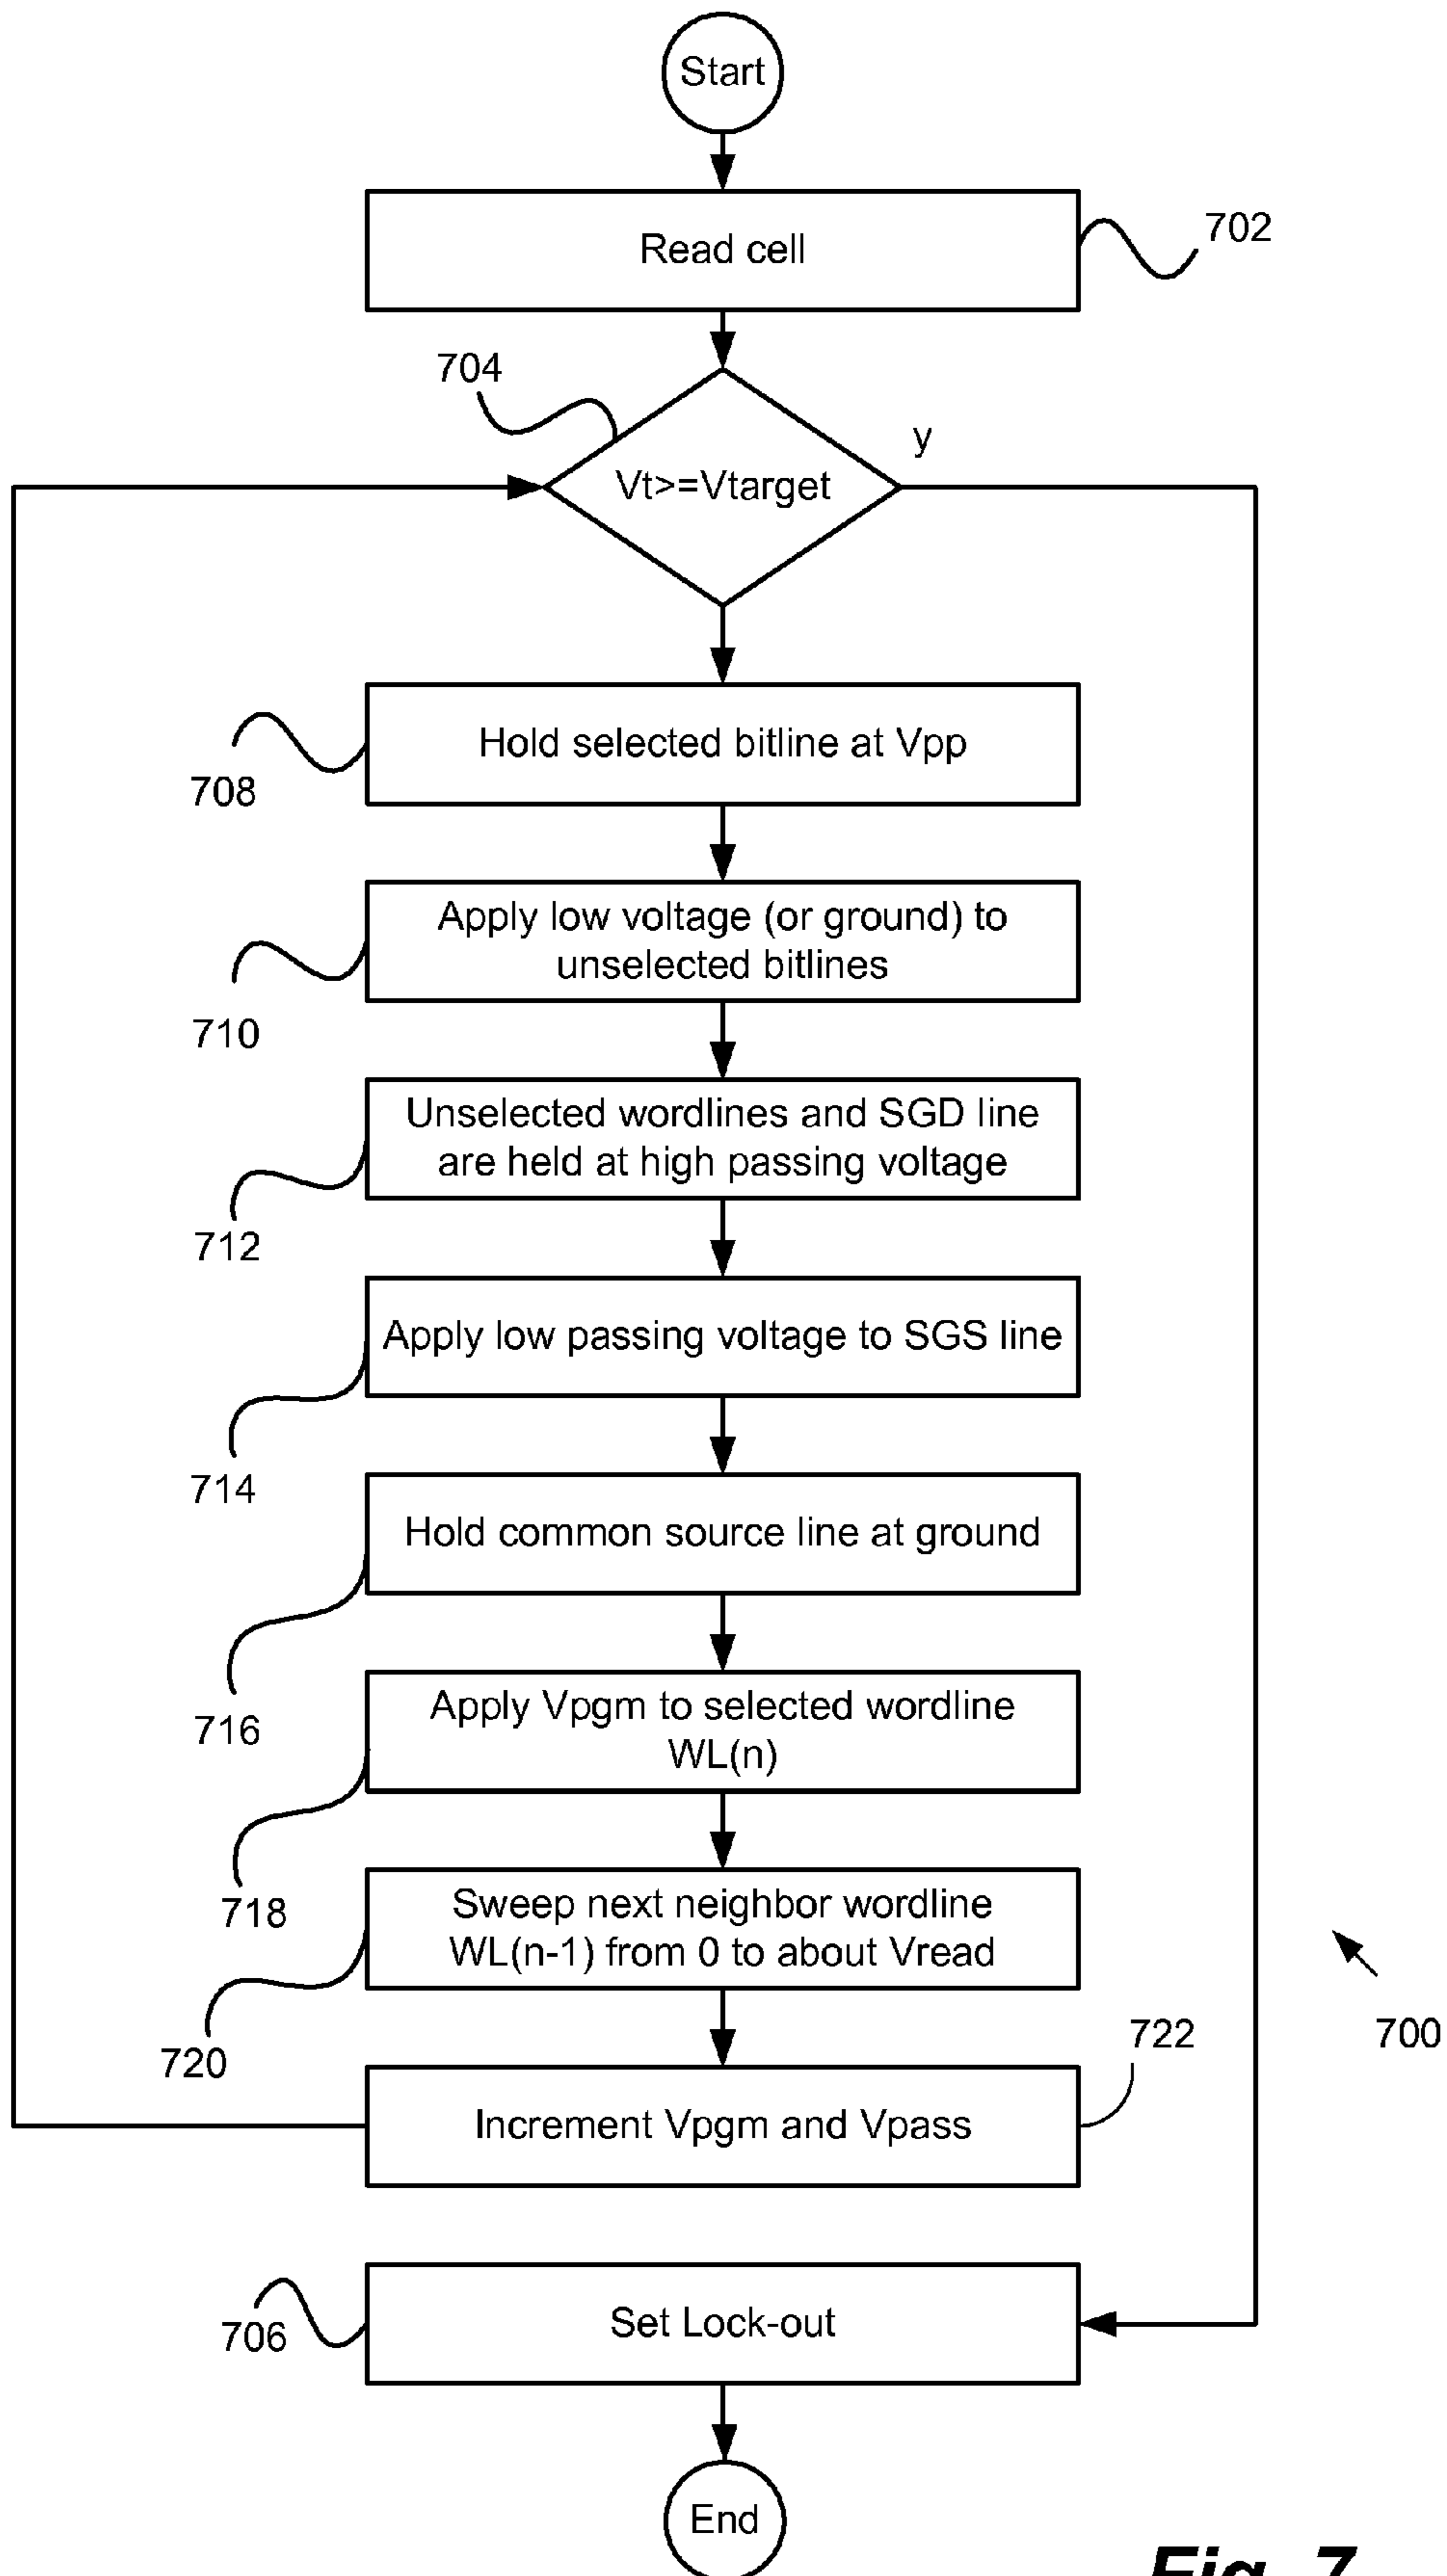 Start
Read cell
702
704
y
Vt>=Vtarget
Hold selected bitline at Vpp
708
Apply low voltage (or ground) to
unselected bitlines
710
Unselected wordlines and SGD line
are held at high passing voltage
712
Apply low passing voltage to SGS line
714
Hold common source line at ground
716
Apply Vpgm to selected wordline
WL(n)
718
Sweep next neighbor wordline
WL(n-1) from 0 to about Vread
720
722
700
Increment Vpgm and Vpass
Set Lock-out
706
End
Fig. 7